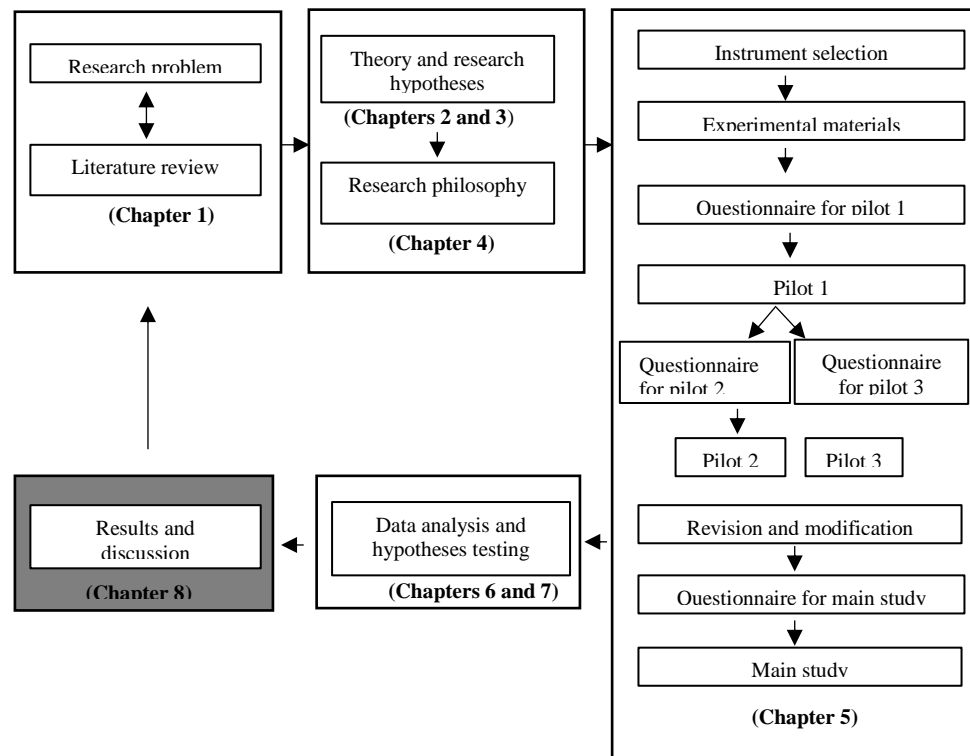 Research problem
Literature review
(Chapter 1)
Theory and research
hypotheses
(Chapters 2 and 3)
Research philosophy
(Chapter 4)
Instrument selection
Experimental materials
Questionnaire for pilot 1
Pilot 1
Questionnaire
for pilot 2
Questionnaire
for pilot 3
Pilot 2
Pilot 3
Revision and modification
Questionnaire for main study
Main study
(Chapter 5)
Data analysis and
hypotheses testing
(Chapters 6 and 7)
Results and
discussion
(Chapter 8)